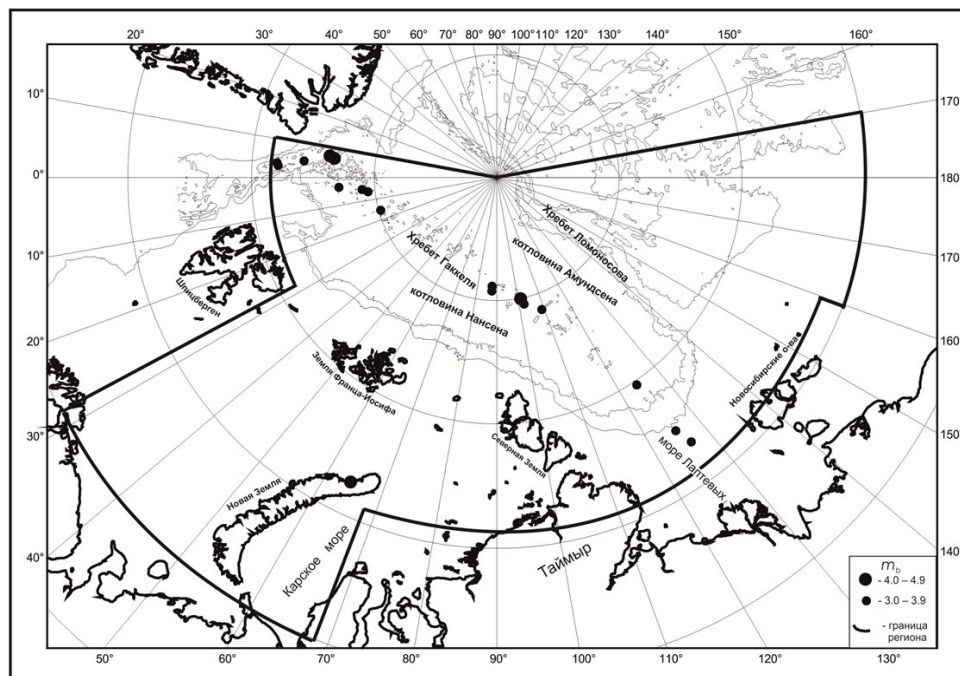 20° 30° 40° 50° 60° 70° 80° 90° 100° 110° 120° 130° 140° 150° 160°
10°
170°
0°
180°
Хребет Ломоносова
котловина Амундсена
Хребет Гаккеля
котловина Нансена
10°
170°
Шпицберген
20°
160°
Земля Франца-Иосифа
Новосибирские о-ва
30°
150°
Северная Земля
море Лаптевых
Новая Земля
Карское море
Таймыр
40°
140°
m_b
- 4.0 – 4.9
- 3.0 – 3.9
- граница
региона
50° 60° 70° 80° 90° 100° 110° 120° 130°